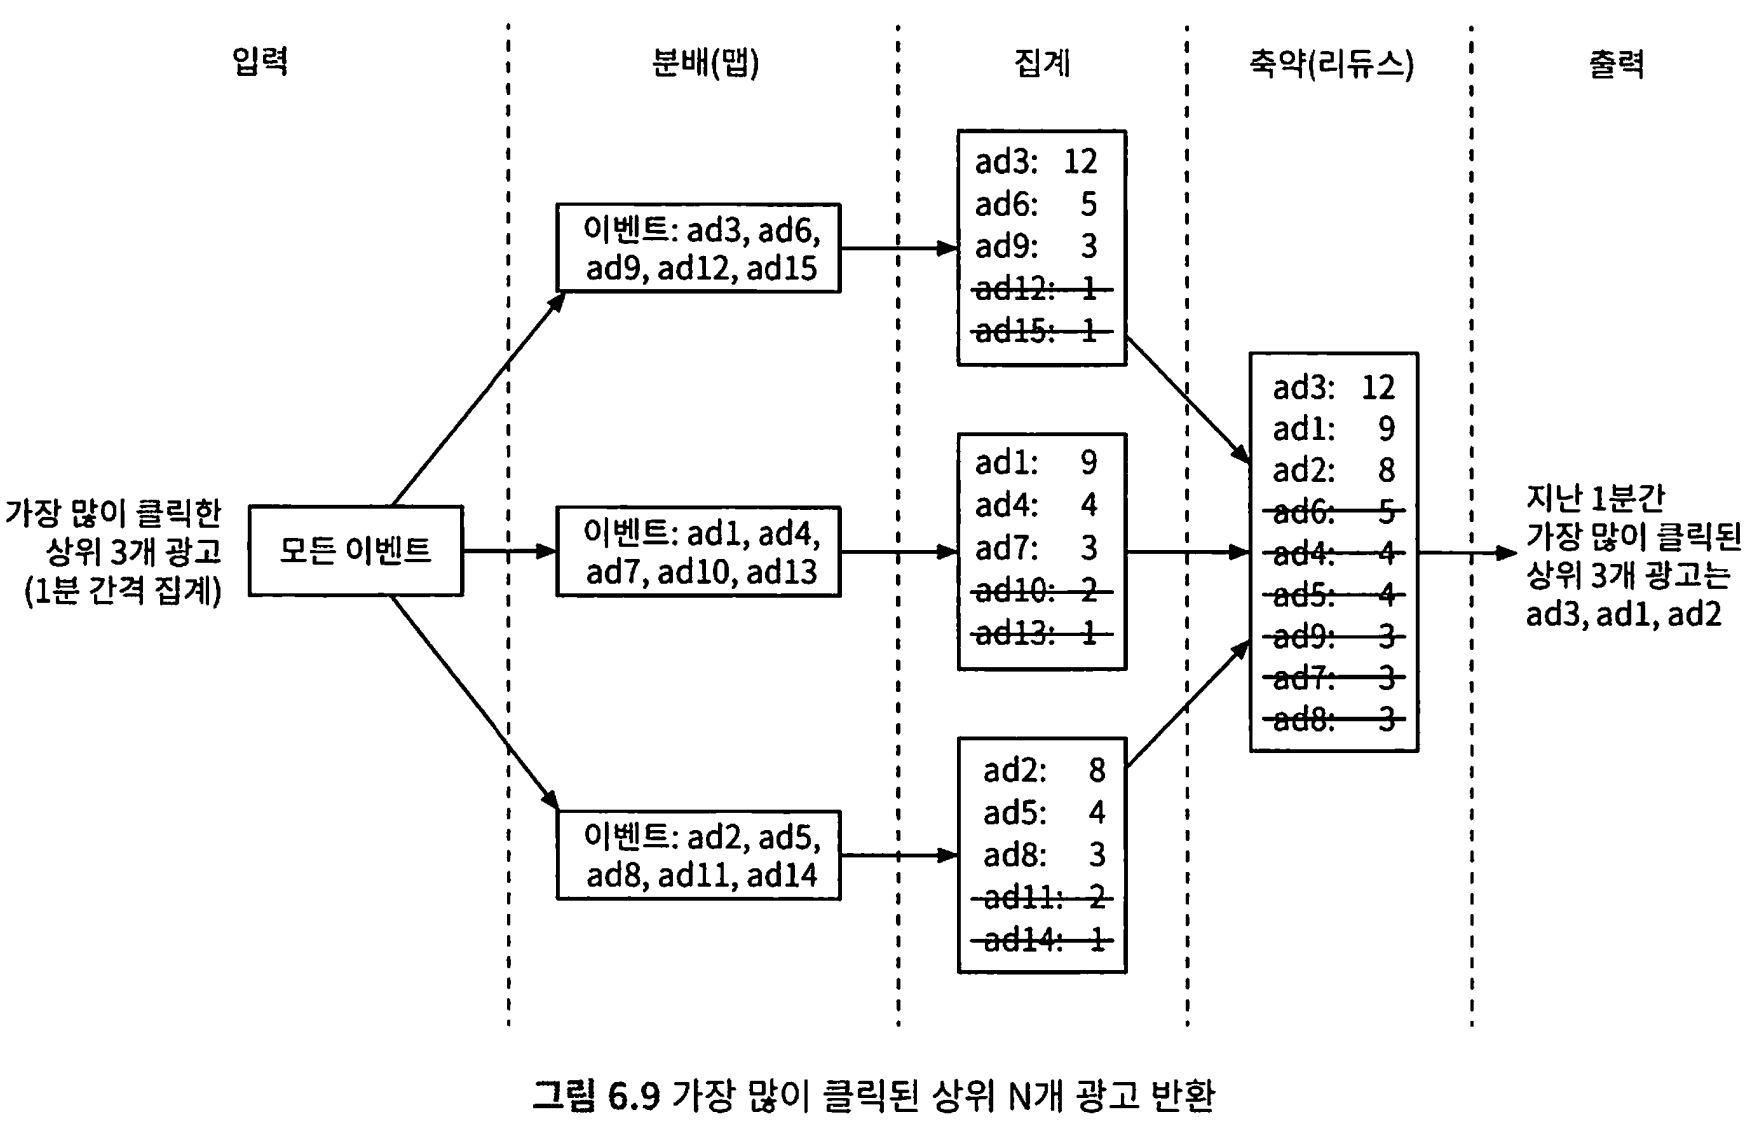 입력
분배(맵)
집계
축약(리듀스)
출력
가장 많이 클릭한
상위 3개 광고
(1분 간격 집계)
모든 이벤트
이벤트: ad3, ad6,
ad9, ad12, ad15
이벤트: ad1, ad4,
ad7, ad10, ad13
이벤트: ad2, ad5,
ad8, ad11, ad14
ad3: 12
ad6: 5
ad9: 3
ad12: 1
ad15: 1
ad1: 9
ad4: 4
ad7: 3
ad10: 2
ad13: 1
ad2: 8
ad5: 4
ad8: 3
ad11: 2
ad14: 1
ad3: 12
ad1: 9
ad2: 8
ad6: 5
ad4: 4
ad5: 4
ad9: 3
ad7: 3
ad8: 3
지난 1분간
가장 많이 클릭된
상위 3개 광고는
ad3, ad1, ad2
그림 6.9 가장 많이 클릭된 상위 N개 광고 반환